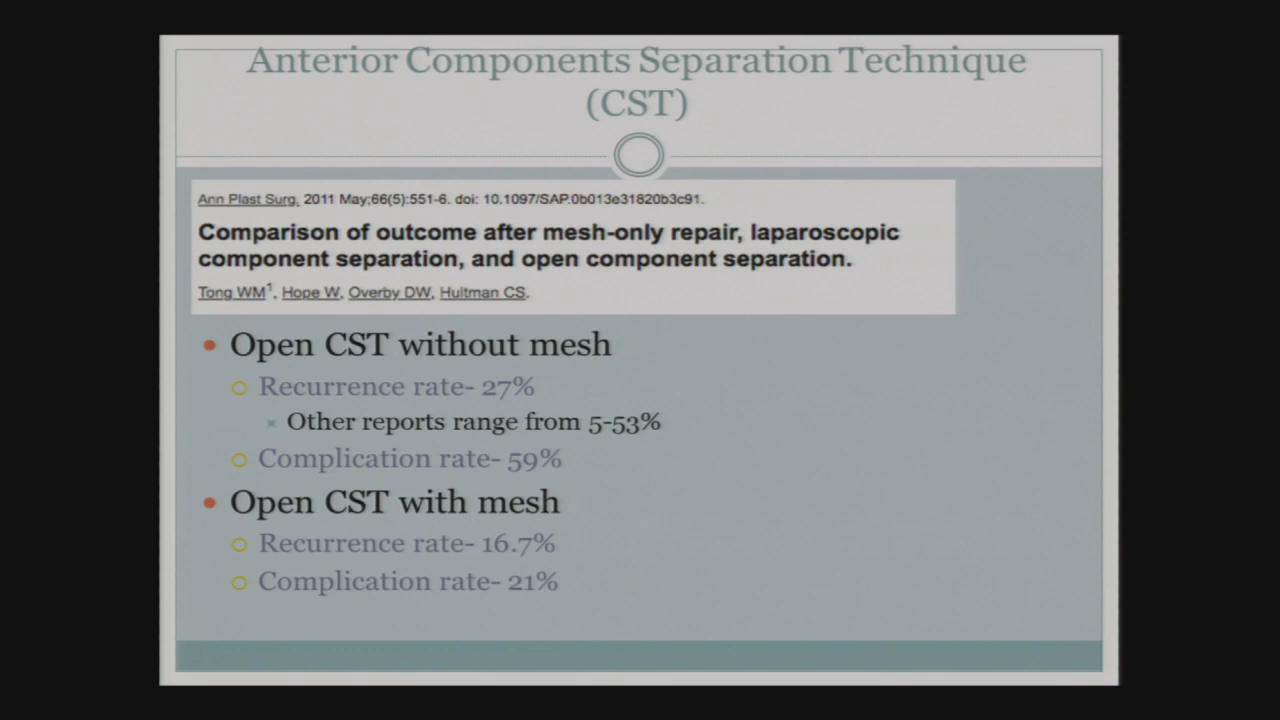 Anterior Components Separation Technique
(CST)
Ann Plast Surg. 2011 May;66(5):551-6. doi: 10.1097/SAP.0b013e31820b3c91.
Comparison of outcome after mesh-only repair, laparoscopic
component separation, and open component separation.
Tong WM1, Hope W, Overby DW, Hultman CS.
Open CST without mesh
Recurrence rate- 27%
Other reports range from 5-53%
Complication rate- 59%
Open CST with mesh
Recurrence rate- 16.7%
Complication rate- 21%